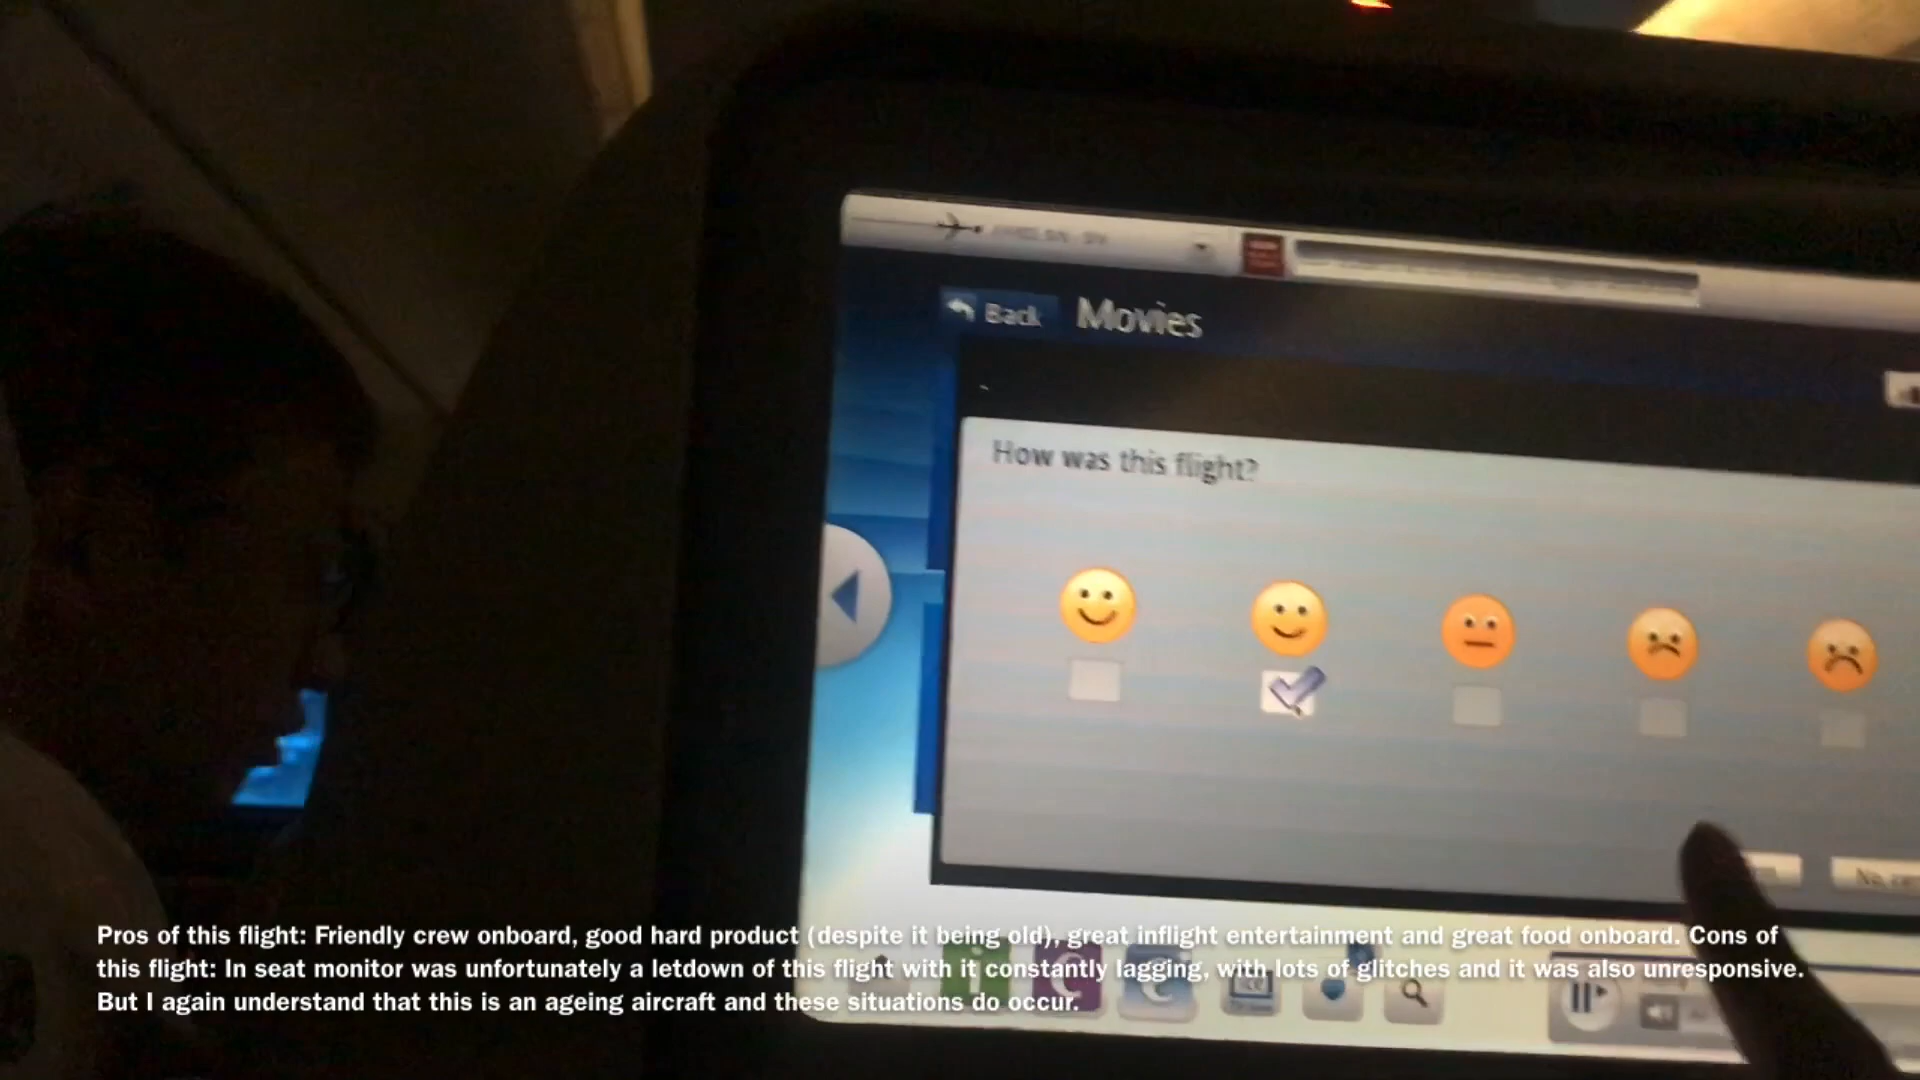 Back Movies
How was this flight?
Pros of this flight: Friendly crew onboard, good hard product (despite it being old), great inflight entertainment and great food onboard. Cons of
this flight: In seat monitor was unfortunately a letdown of this flight with it constantly lagging, with lots of glitches and it was also unresponsive.
But I again understand that this is an ageing aircraft and these situations do occur.